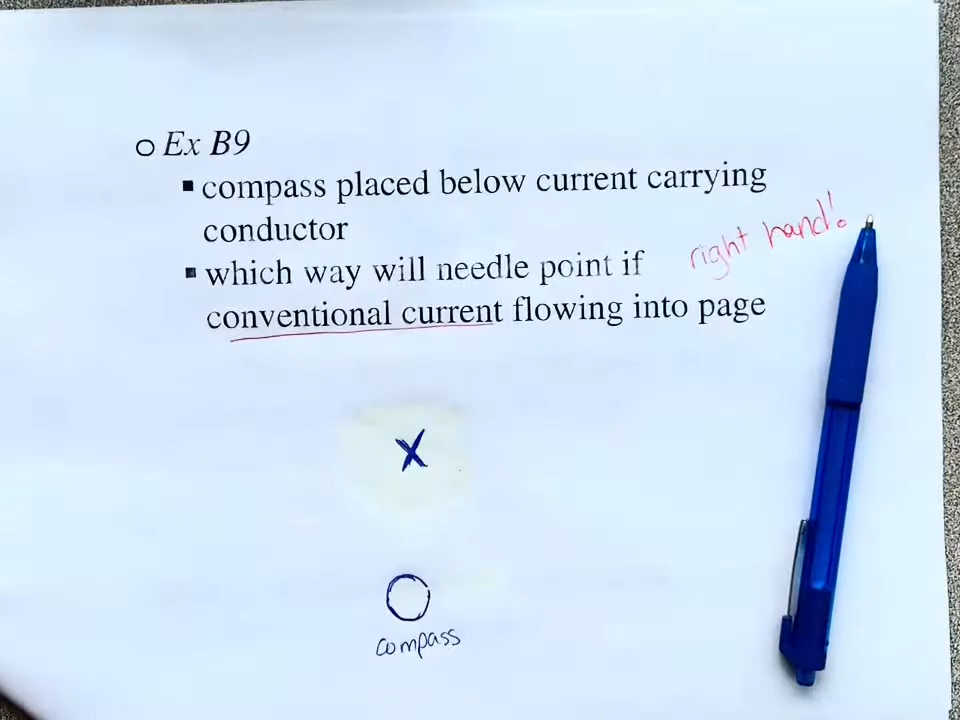 Ex B9
compass placed below current carrying
conductor
which way will needle point if
right hand!
conventional current flowing into page
X
compass